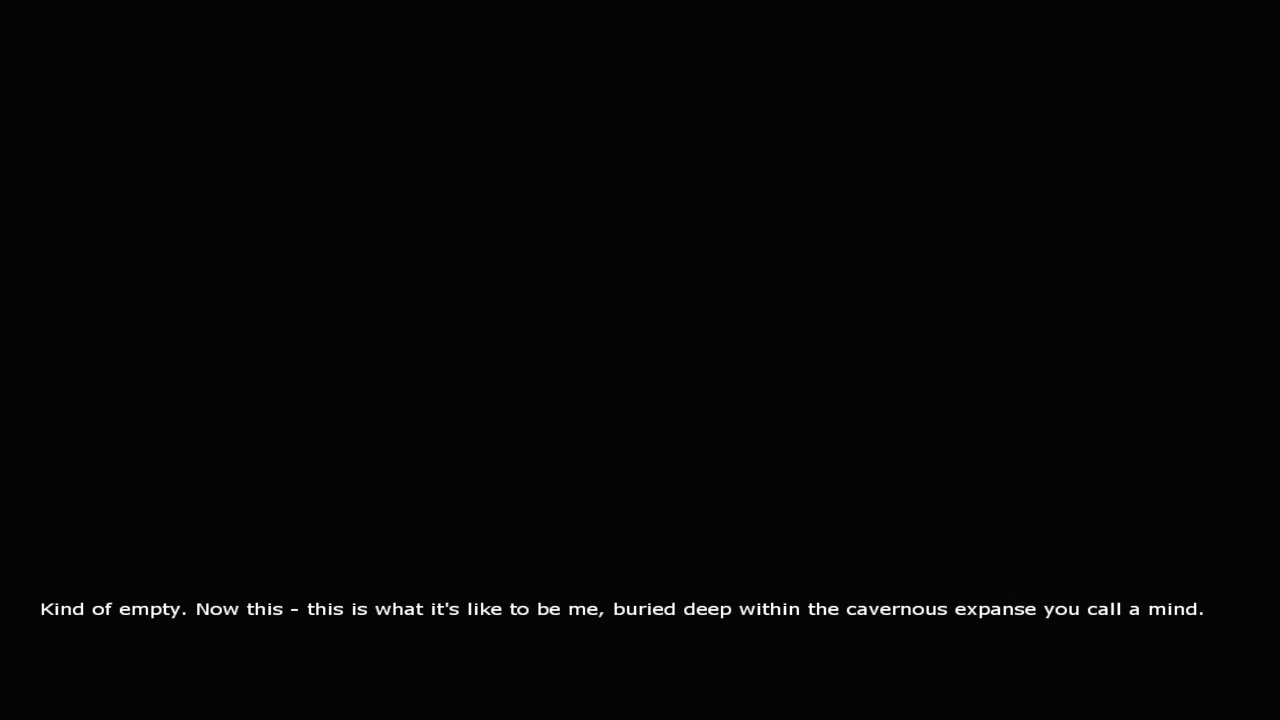 Kind of empty. Now this - this is what it's like to be me, buried deep within the cavernous expanse you call a mind.